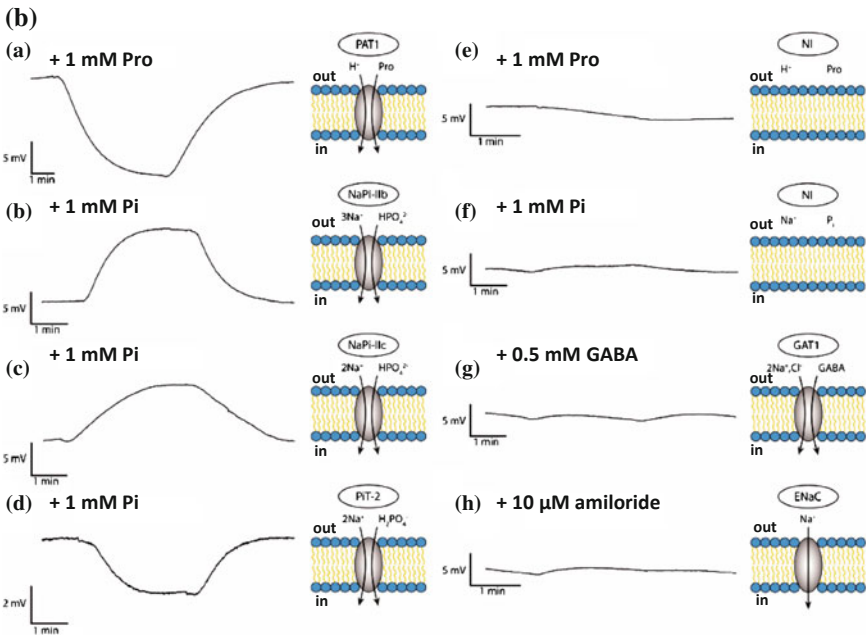 (b)
(a) + 1 mM Pro
PAT1
H⁺ Pro
out
in
5 mV
1 min
(b) + 1 mM Pi
NaPi-IIb
3Na⁺ HPO₄²⁻
out
in
5 mV
1 min
(c) + 1 mM Pi
NaPi-IIc
2Na⁺ HPO₄²⁻
out
in
5 mV
1 min
(d) + 1 mM Pi
PiT-2
2Na⁺ H₂PO₄⁻
out
in
2 mV
1 min
(e) + 1 mM Pro
NI
H⁺ Pro
out
in
5 mV
1 min
(f) + 1 mM Pi
NI
Na⁺ Pᵢ
out
in
5 mV
1 min
(g) + 0.5 mM GABA
GAT1
2Na⁺,Cl⁻ GABA
out
in
5 mV
1 min
(h) + 10 μM amiloride
ENaC
Na⁺
out
in
5 mV
1 min